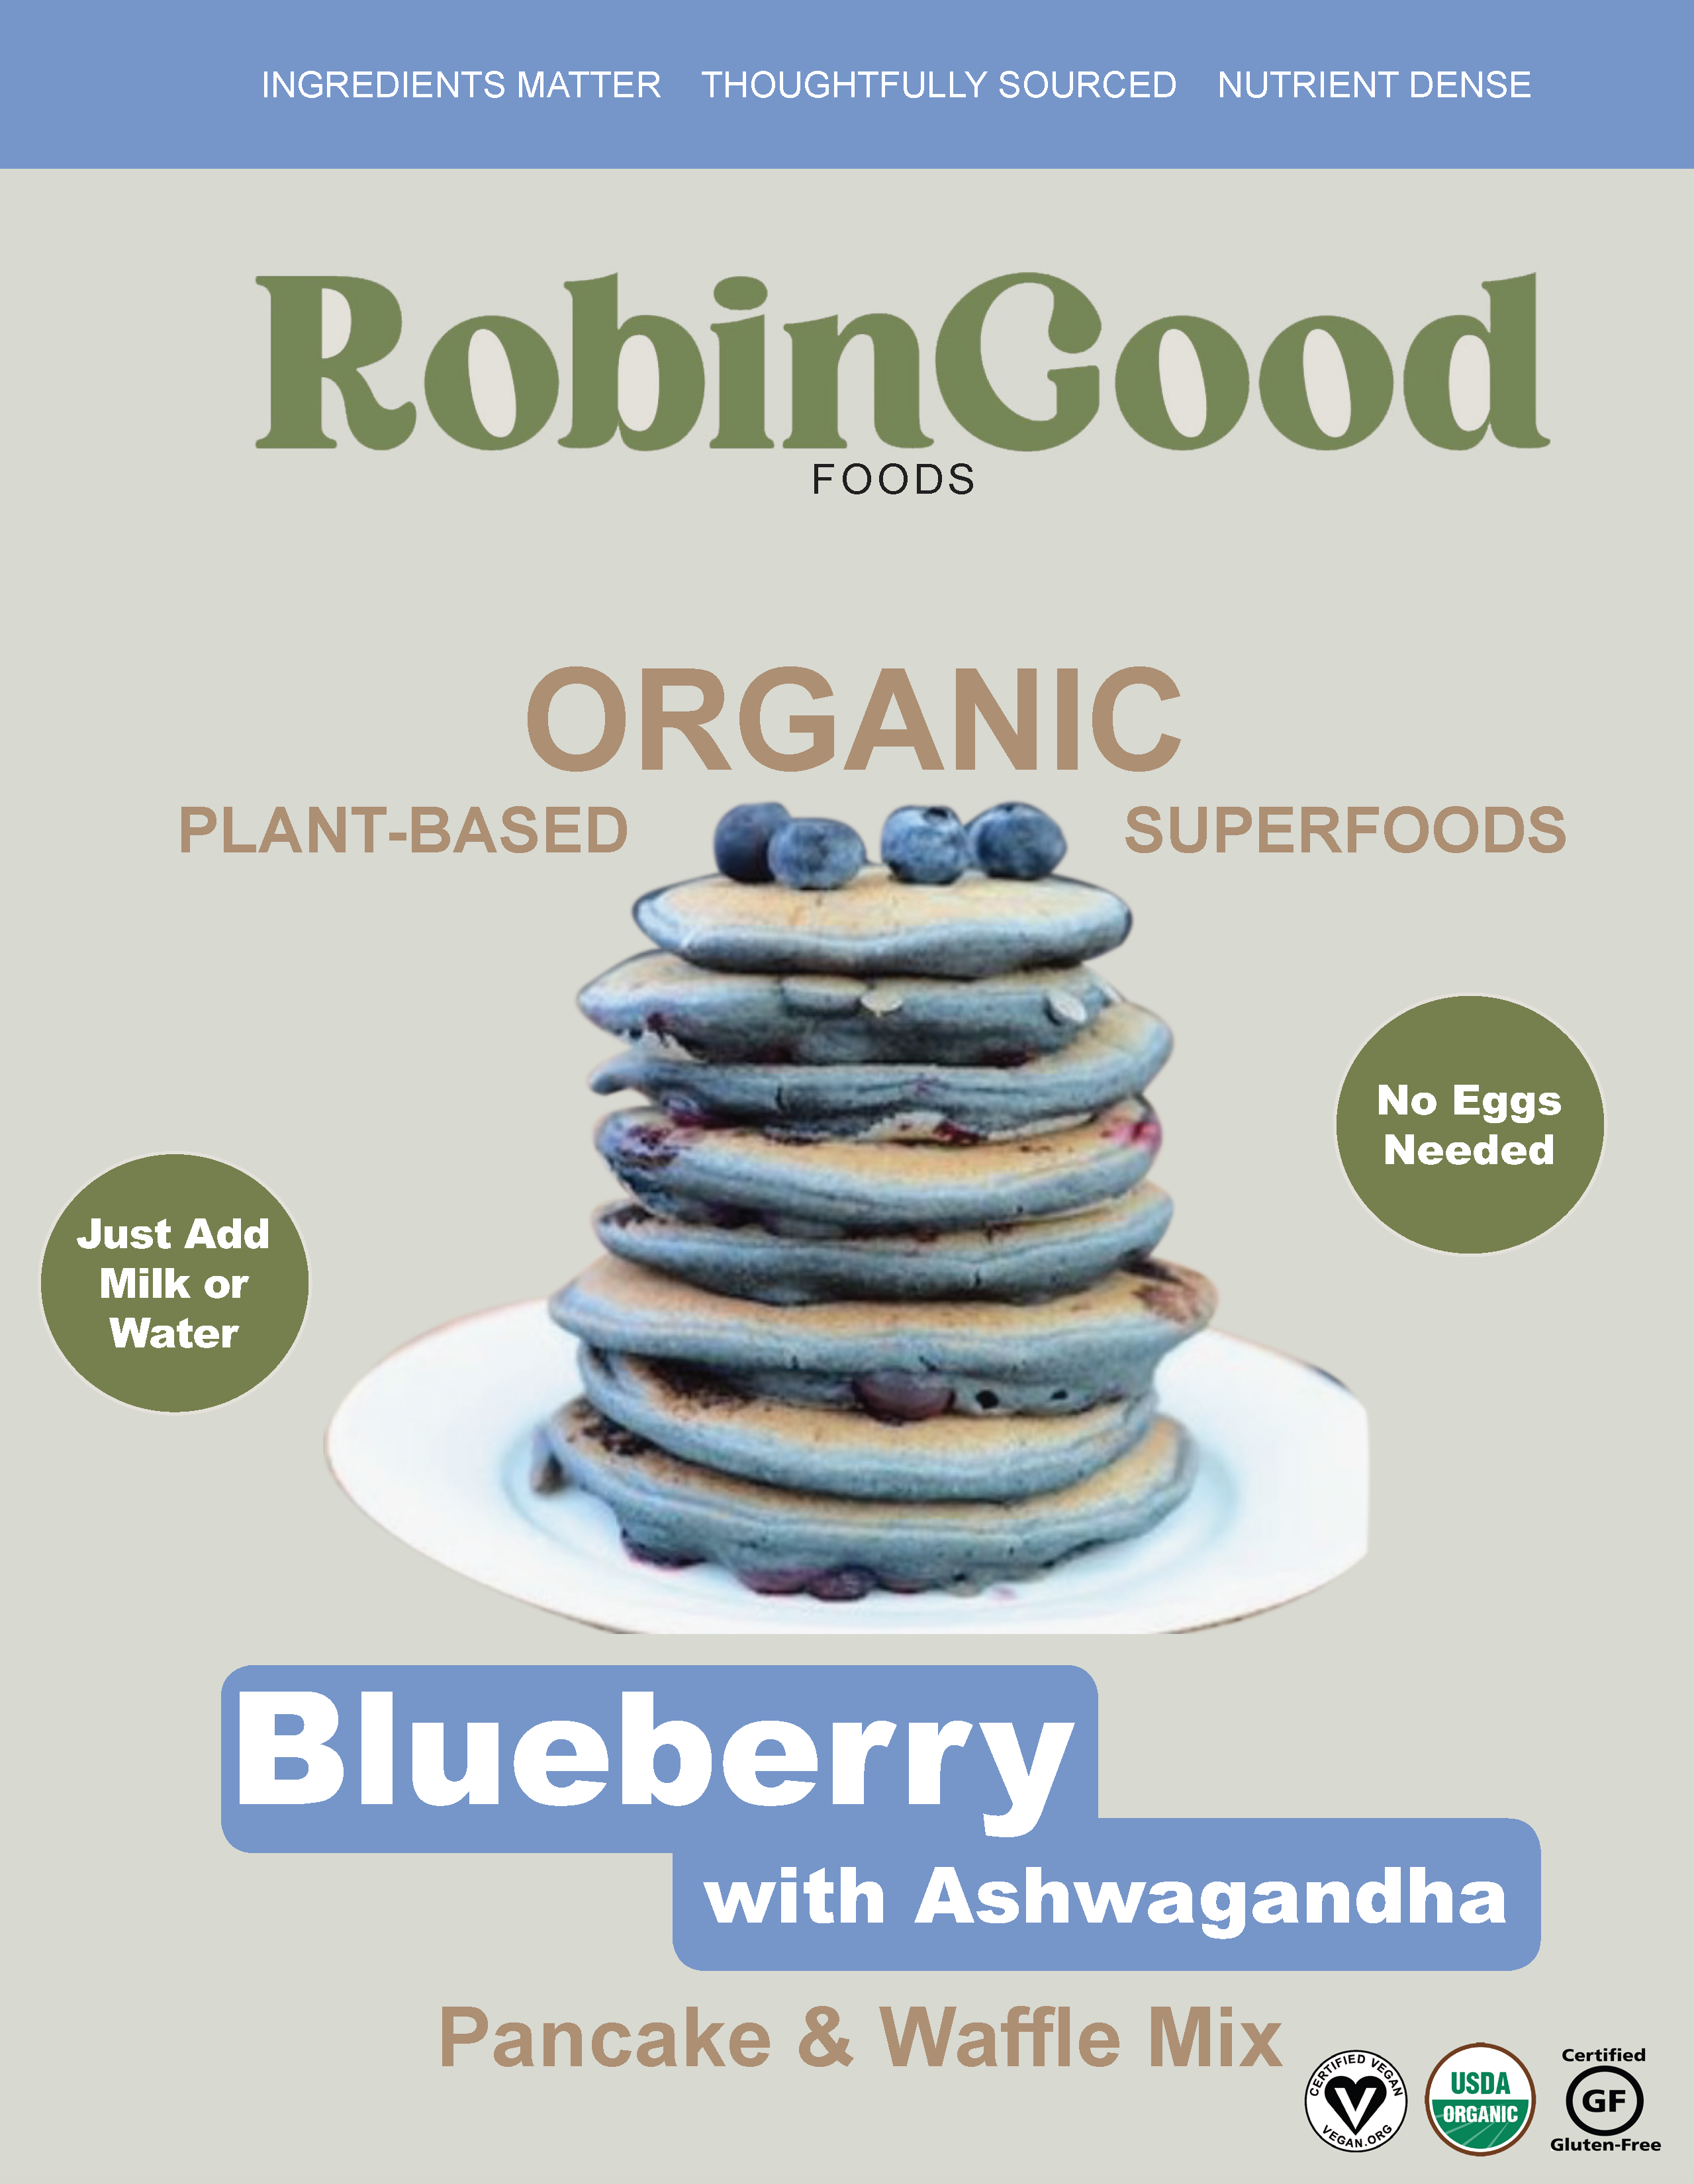 INGREDIENTS MATTER THOUGHTFULLY SOURCED NUTRIENT DENSE
RobinGood
FOODS
ORGANIC
PLANT-BASED SUPERFOODS
No Eggs
Needed
Just Add
Milk or
Water
Blueberry
with Ashwagandha
Pancake & Waffle Mix
CERTIFIED VEGAN
V
VEGAN.ORG
USDA
ORGANIC
Certified
GF
Gluten-Free